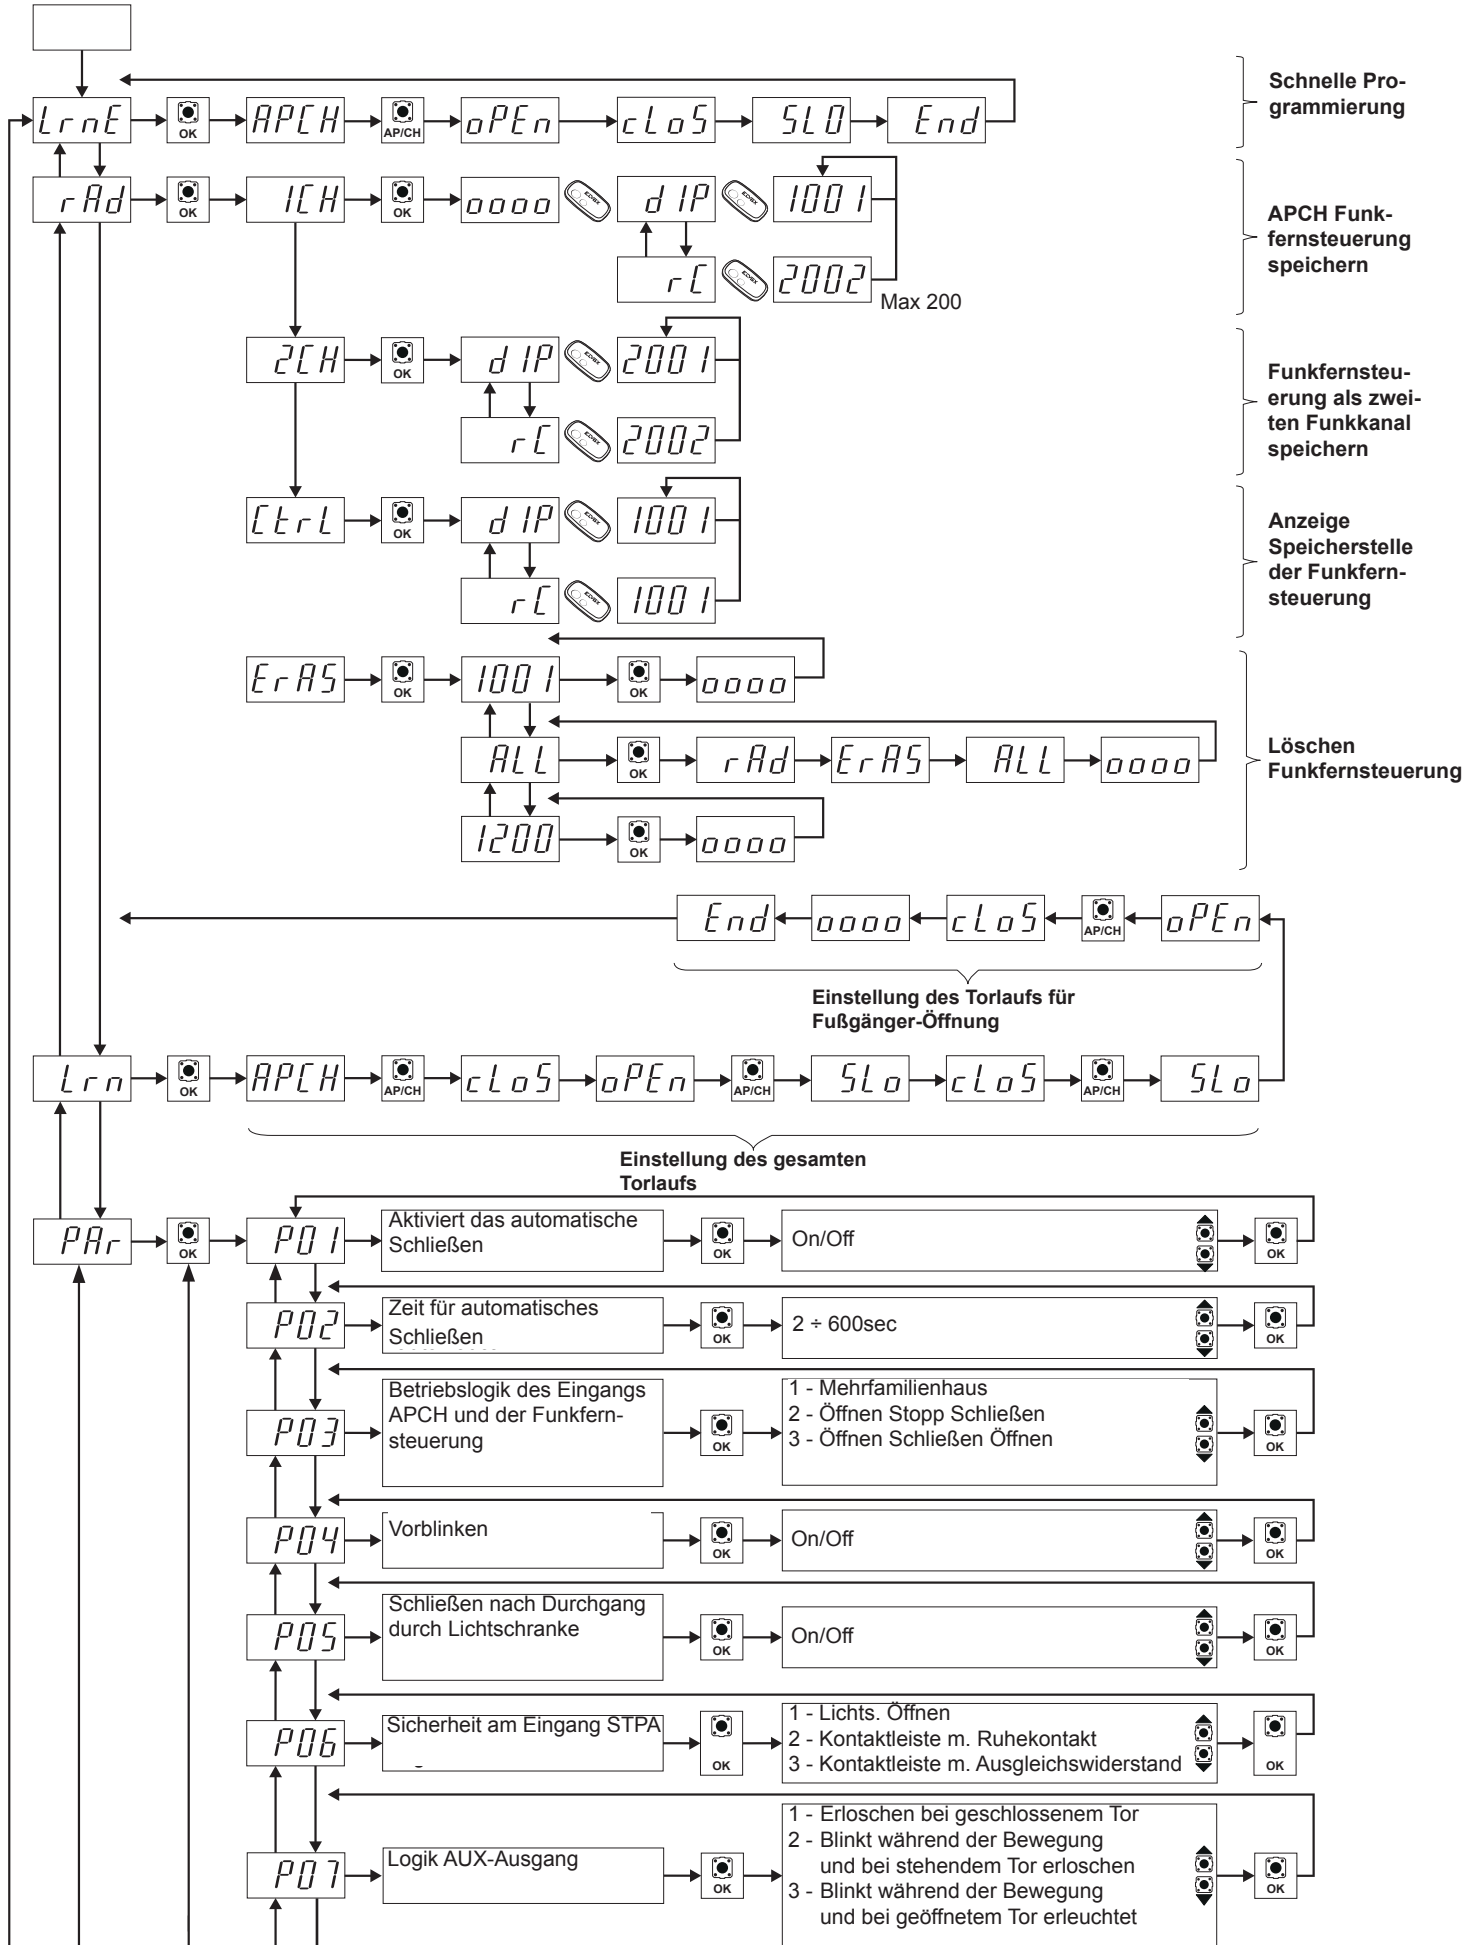 LrnE OK APCH AP/CH oPEn cLoS SLO End
Schnelle Pro-
grammierung
rAd OK 1CH OK oooo dIP 1001
rC 2002
Max 200
APCH Funk-
fernsteuerung
speichern
2CH OK dIP 2001
rC 2002
Funkfernsteu-
erung als zwei-
ten Funkkanal
speichern
CtrL OK dIP 1001
rC 1001
Anzeige
Speicherstelle
der Funkfern-
steuerung
ErAS OK 1001 OK oooo
ALL OK rAd ErAS ALL oooo
1200 OK oooo
Löschen
Funkfernsteuerung
End oooo cLoS AP/CH oPEn
Einstellung des Torlaufs für
Fußgänger-Öffnung
Lrn OK APCH AP/CH cLoS oPEn AP/CH SLo cLoS AP/CH SLo
Einstellung des gesamten
Torlaufs
PAr OK P01
Aktiviert das automatische
Schließen
OK On/Off OK
P02
Zeit für automatisches
Schließen
OK 2 ÷ 600sec OK
P03
Betriebslogik des Eingangs
APCH und der Funkfern-
steuerung
OK
1 - Mehrfamilienhaus
2 - Öffnen Stopp Schließen
3 - Öffnen Schließen Öffnen
OK
P04
Vorblinken
OK On/Off OK
P05
Schließen nach Durchgang
durch Lichtschranke
OK On/Off OK
P06
Sicherheit am Eingang STPA
OK
1 - Lichts. Öffnen
2 - Kontaktleiste m. Ruhekontakt
3 - Kontaktleiste m. Ausgleichswiderstand
OK
P07
Logik AUX-Ausgang
OK
1 - Erloschen bei geschlossenem Tor
2 - Blinkt während der Bewegung
und bei stehendem Tor erloschen
3 - Blinkt während der Bewegung
und bei geöffnetem Tor erleuchtet
OK